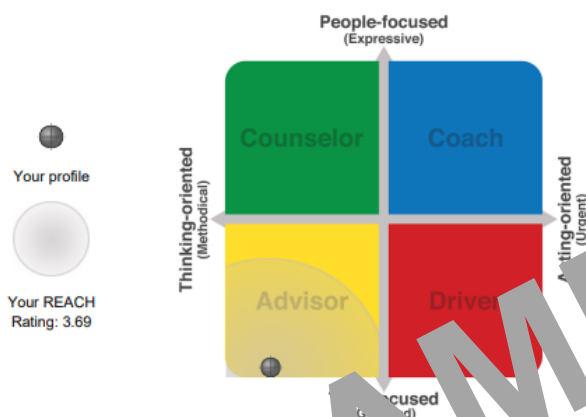 People-focused
(Expressive)
Counselor
Coach
Your profile
Thinking-oriented
(Methodical)
Acting-oriented
(Urgent)
Your REACH
Rating: 3.69
Advisor
Driver